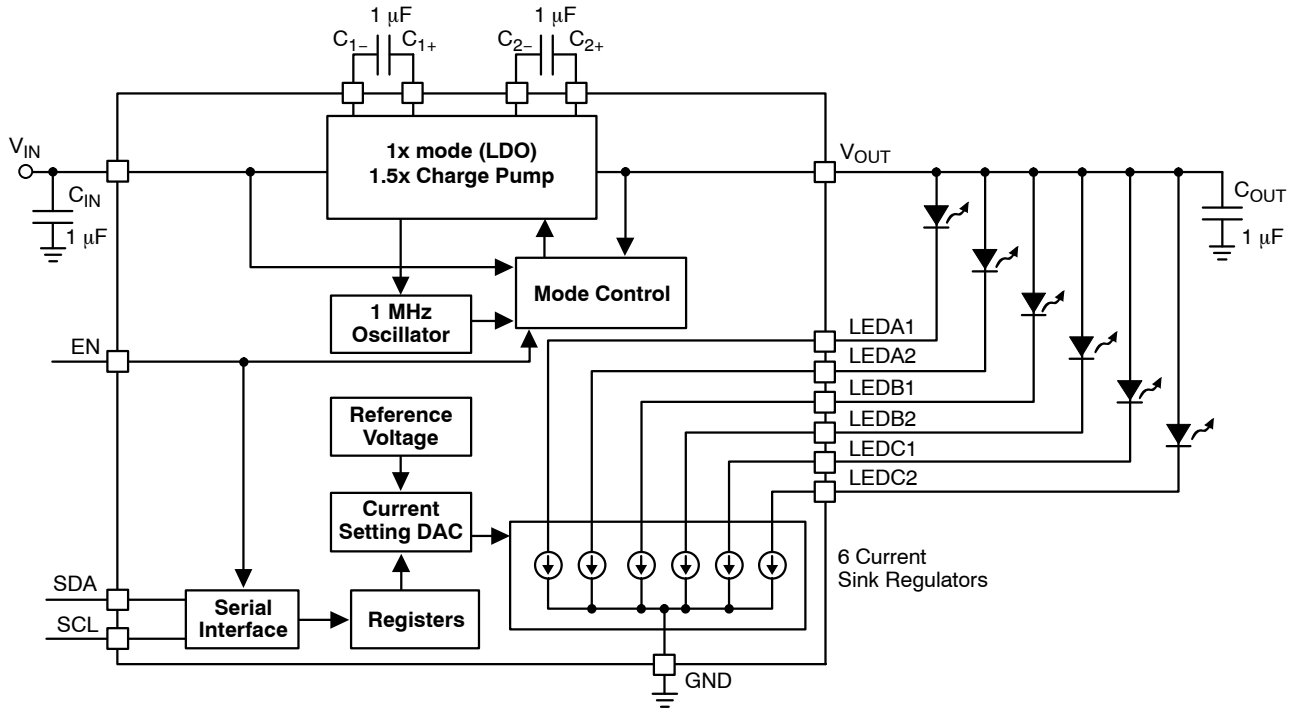 1 μF
1 μF
C1– C1+ C2– C2+
VIN
CIN
1 μF
1x mode (LDO)
1.5x Charge Pump
VOUT
COUT
1 μF
Mode Control
1 MHz
Oscillator
EN
LEDA1
LEDA2
LEDB1
LEDB2
LEDC1
LEDC2
Reference
Voltage
Current
Setting DAC
6 Current
Sink Regulators
SDA
SCL
Serial
Interface
Registers
GND